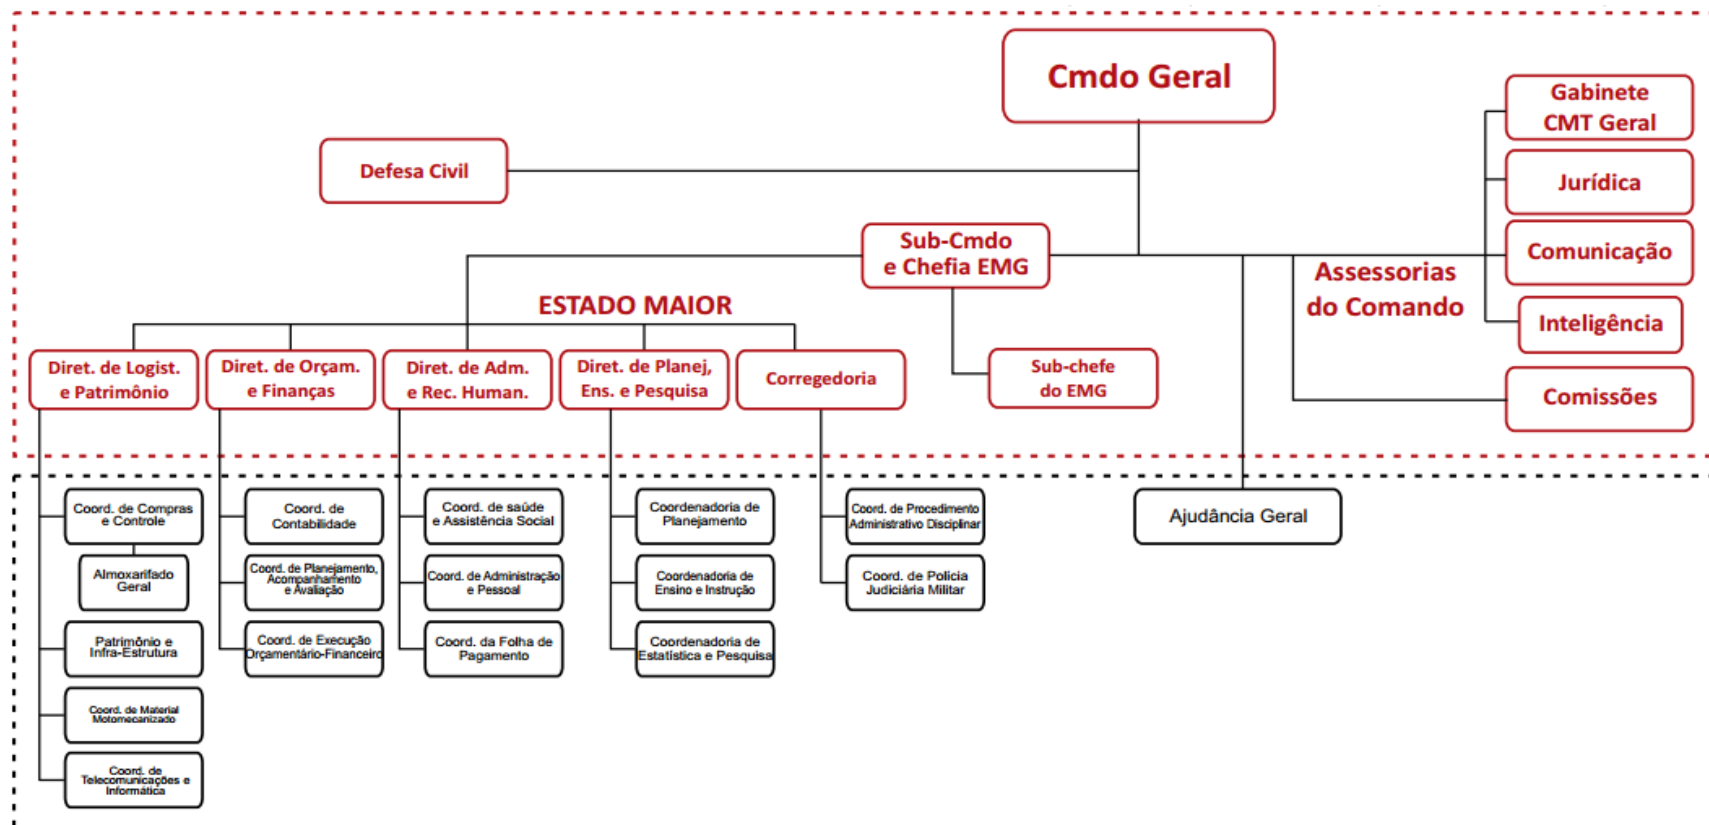 Cmdo Geral
Gabinete
CMT Geral
Defesa Civil
Jurídica
Sub-Cmdo
e Chefia EMG
Comunicação
Assessorias
do Comando
ESTADO MAIOR
Inteligência
Diret. de Logist.
e Patrimônio
Diret. de Orçam.
e Finanças
Diret. de Adm.
e Rec. Human.
Diret. de Planej,
Ens. e Pesquisa
Corregedoria
Sub-chefe
do EMG
Comissões
Coord. de Compras
e Controle
Coord. de
Contabilidade
Coord. de saúde
e Assistência Social
Coordenadoria de
Planejamento
Coord. de Procedimento
Administrativo Disciplinar
Ajudância Geral
Almoxarifado
Geral
Coord. de Planejamento,
Acompanhamento
e Avaliação
Coord. de Administração
e Pessoal
Coordenadoria de
Ensino e Instrução
Coord. de Policia
Judiciária Militar
Patrimônio e
Infra-Estrutura
Coord. de Execução
Orçamentário-Financeiro
Coord. da Folha de
Pagamento
Coordenadoria de
Estatística e Pesquisa
Coord. de Material
Motomecanizado
Coord. de
Telecomunicações e
Informática